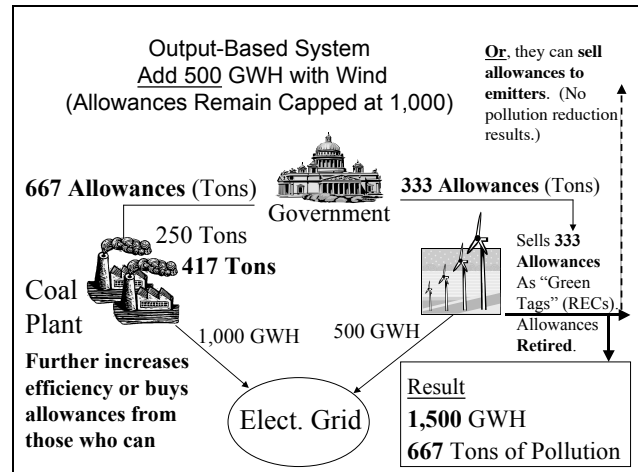 Output-Based System
Add 500 GWH with Wind
(Allowances Remain Capped at 1,000)
Or, they can sell
allowances to
emitters. (No
pollution reduction
results.)
667 Allowances (Tons)
Government
333 Allowances (Tons)
250 Tons
417 Tons
Coal
Plant
Sells 333
Allowances
As “Green
Tags” (RECs).
Allowances
Retired.
1,000 GWH
500 GWH
Further increases
efficiency or buys
allowances from
those who can
Elect. Grid
Result
1,500 GWH
667 Tons of Pollution